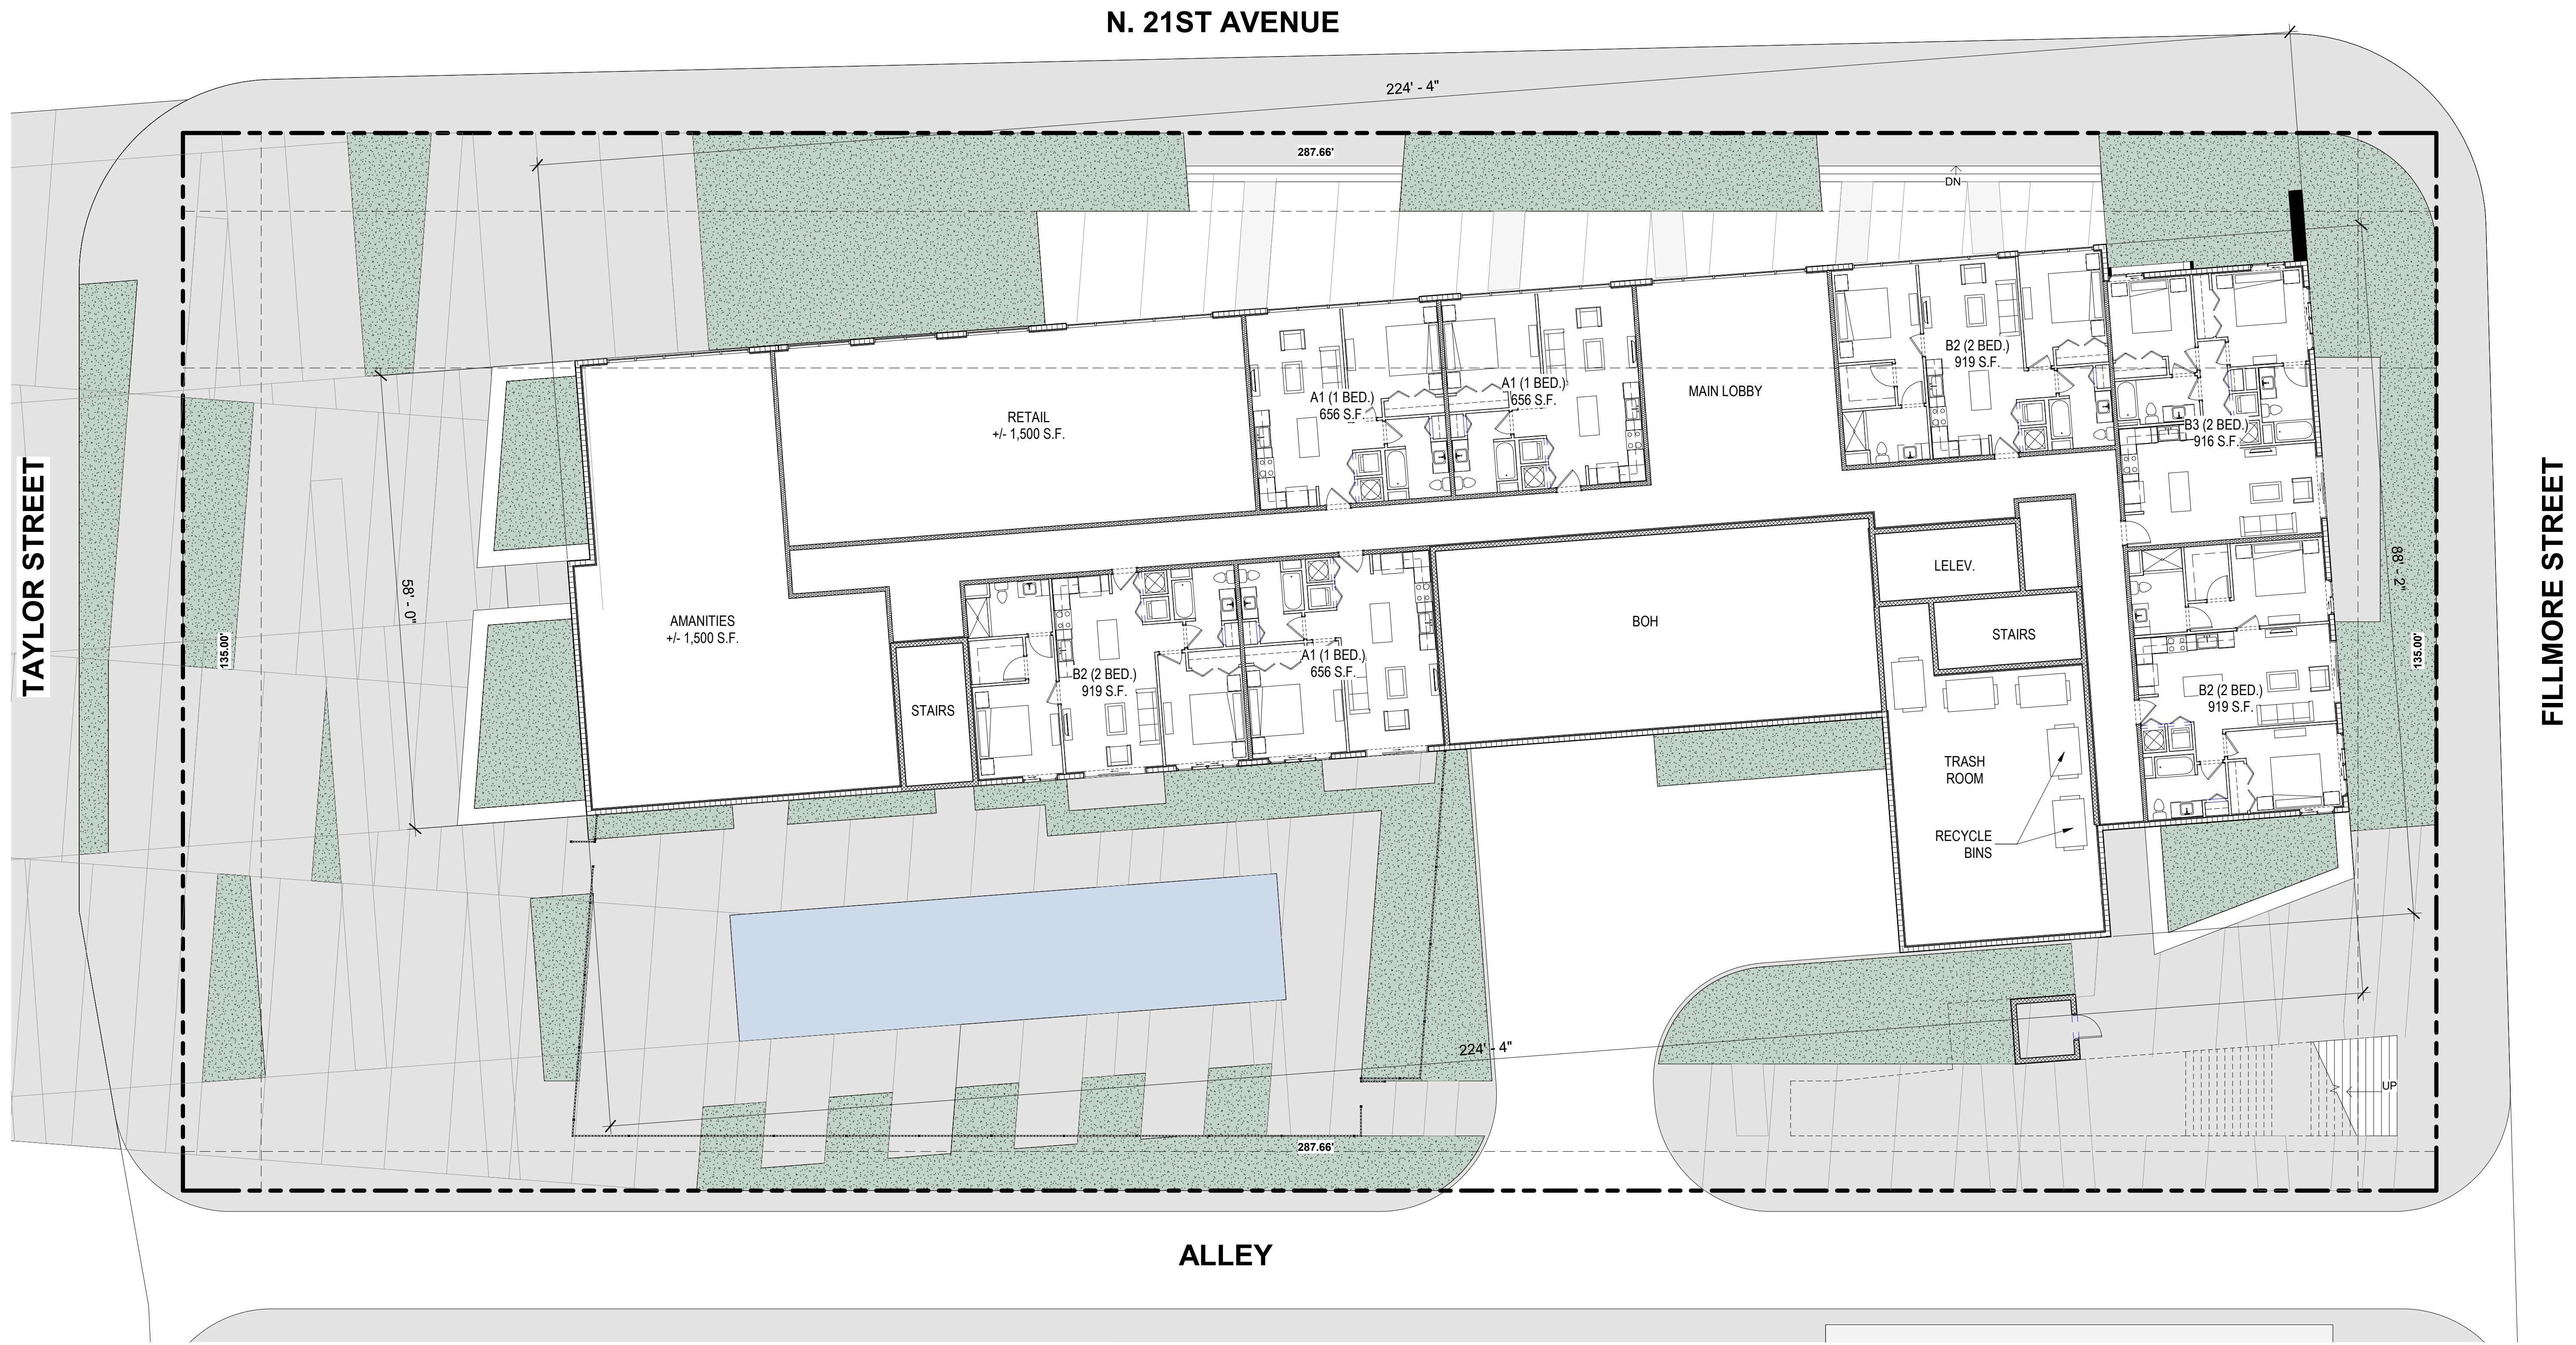 N. 21ST AVENUE
224' - 4"
287.66'
DN
TAYLOR STREET
FILLMORE STREET
RETAIL
+/- 1,500 S.F.
A1 (1 BED.)
656 S.F.
A1 (1 BED.)
656 S.F.
MAIN LOBBY
B2 (2 BED.)
919 S.F.
B3 (2 BED.)
916 S.F.
58' - 0"
135.00'
AMANITIES
+/- 1,500 S.F.
STAIRS
B2 (2 BED.)
919 S.F.
A1 (1 BED.)
656 S.F.
BOH
LELEV.
STAIRS
88' - 2"
135.00'
B2 (2 BED.)
919 S.F.
TRASH
ROOM
RECYCLE
BINS
224' - 4"
UP
287.66'
ALLEY